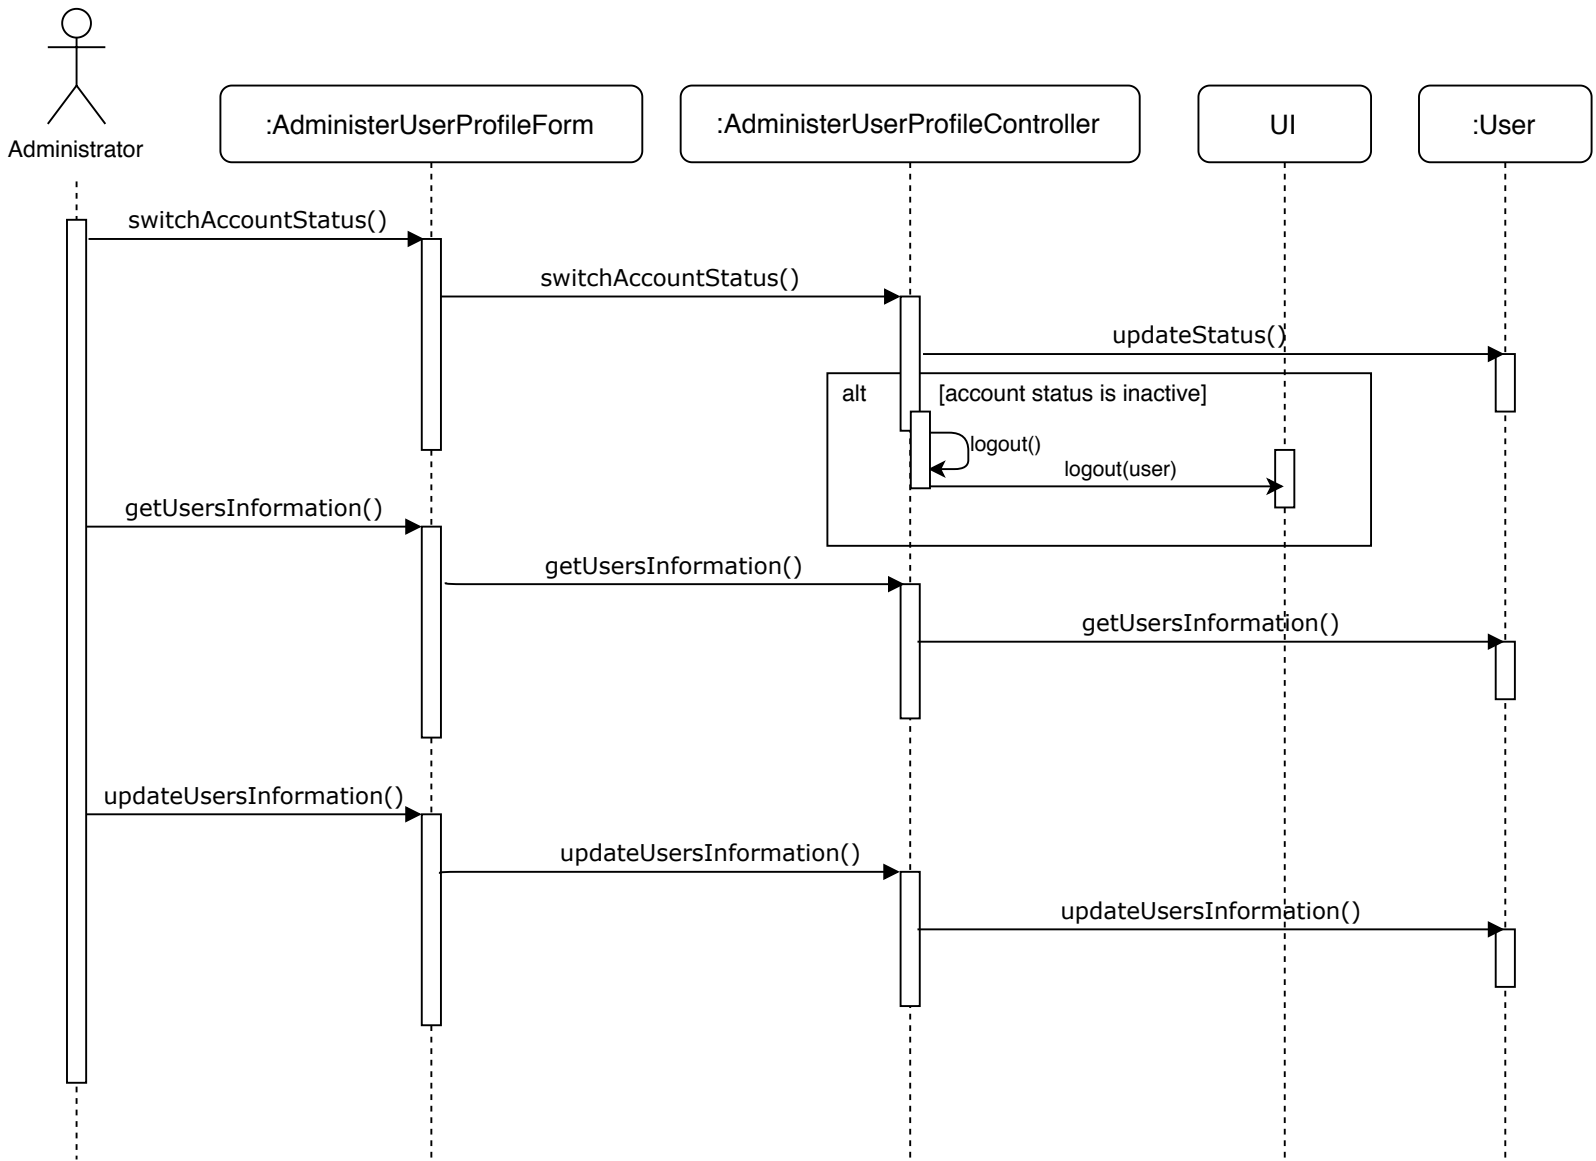 Administrator
:AdministerUserProfileForm
:AdministerUserProfileController
UI
:User
switchAccountStatus()
switchAccountStatus()
updateStatus()
alt
[account status is inactive]
logout()
logout(user)
getUsersInformation()
getUsersInformation()
getUsersInformation()
updateUsersInformation()
updateUsersInformation()
updateUsersInformation()